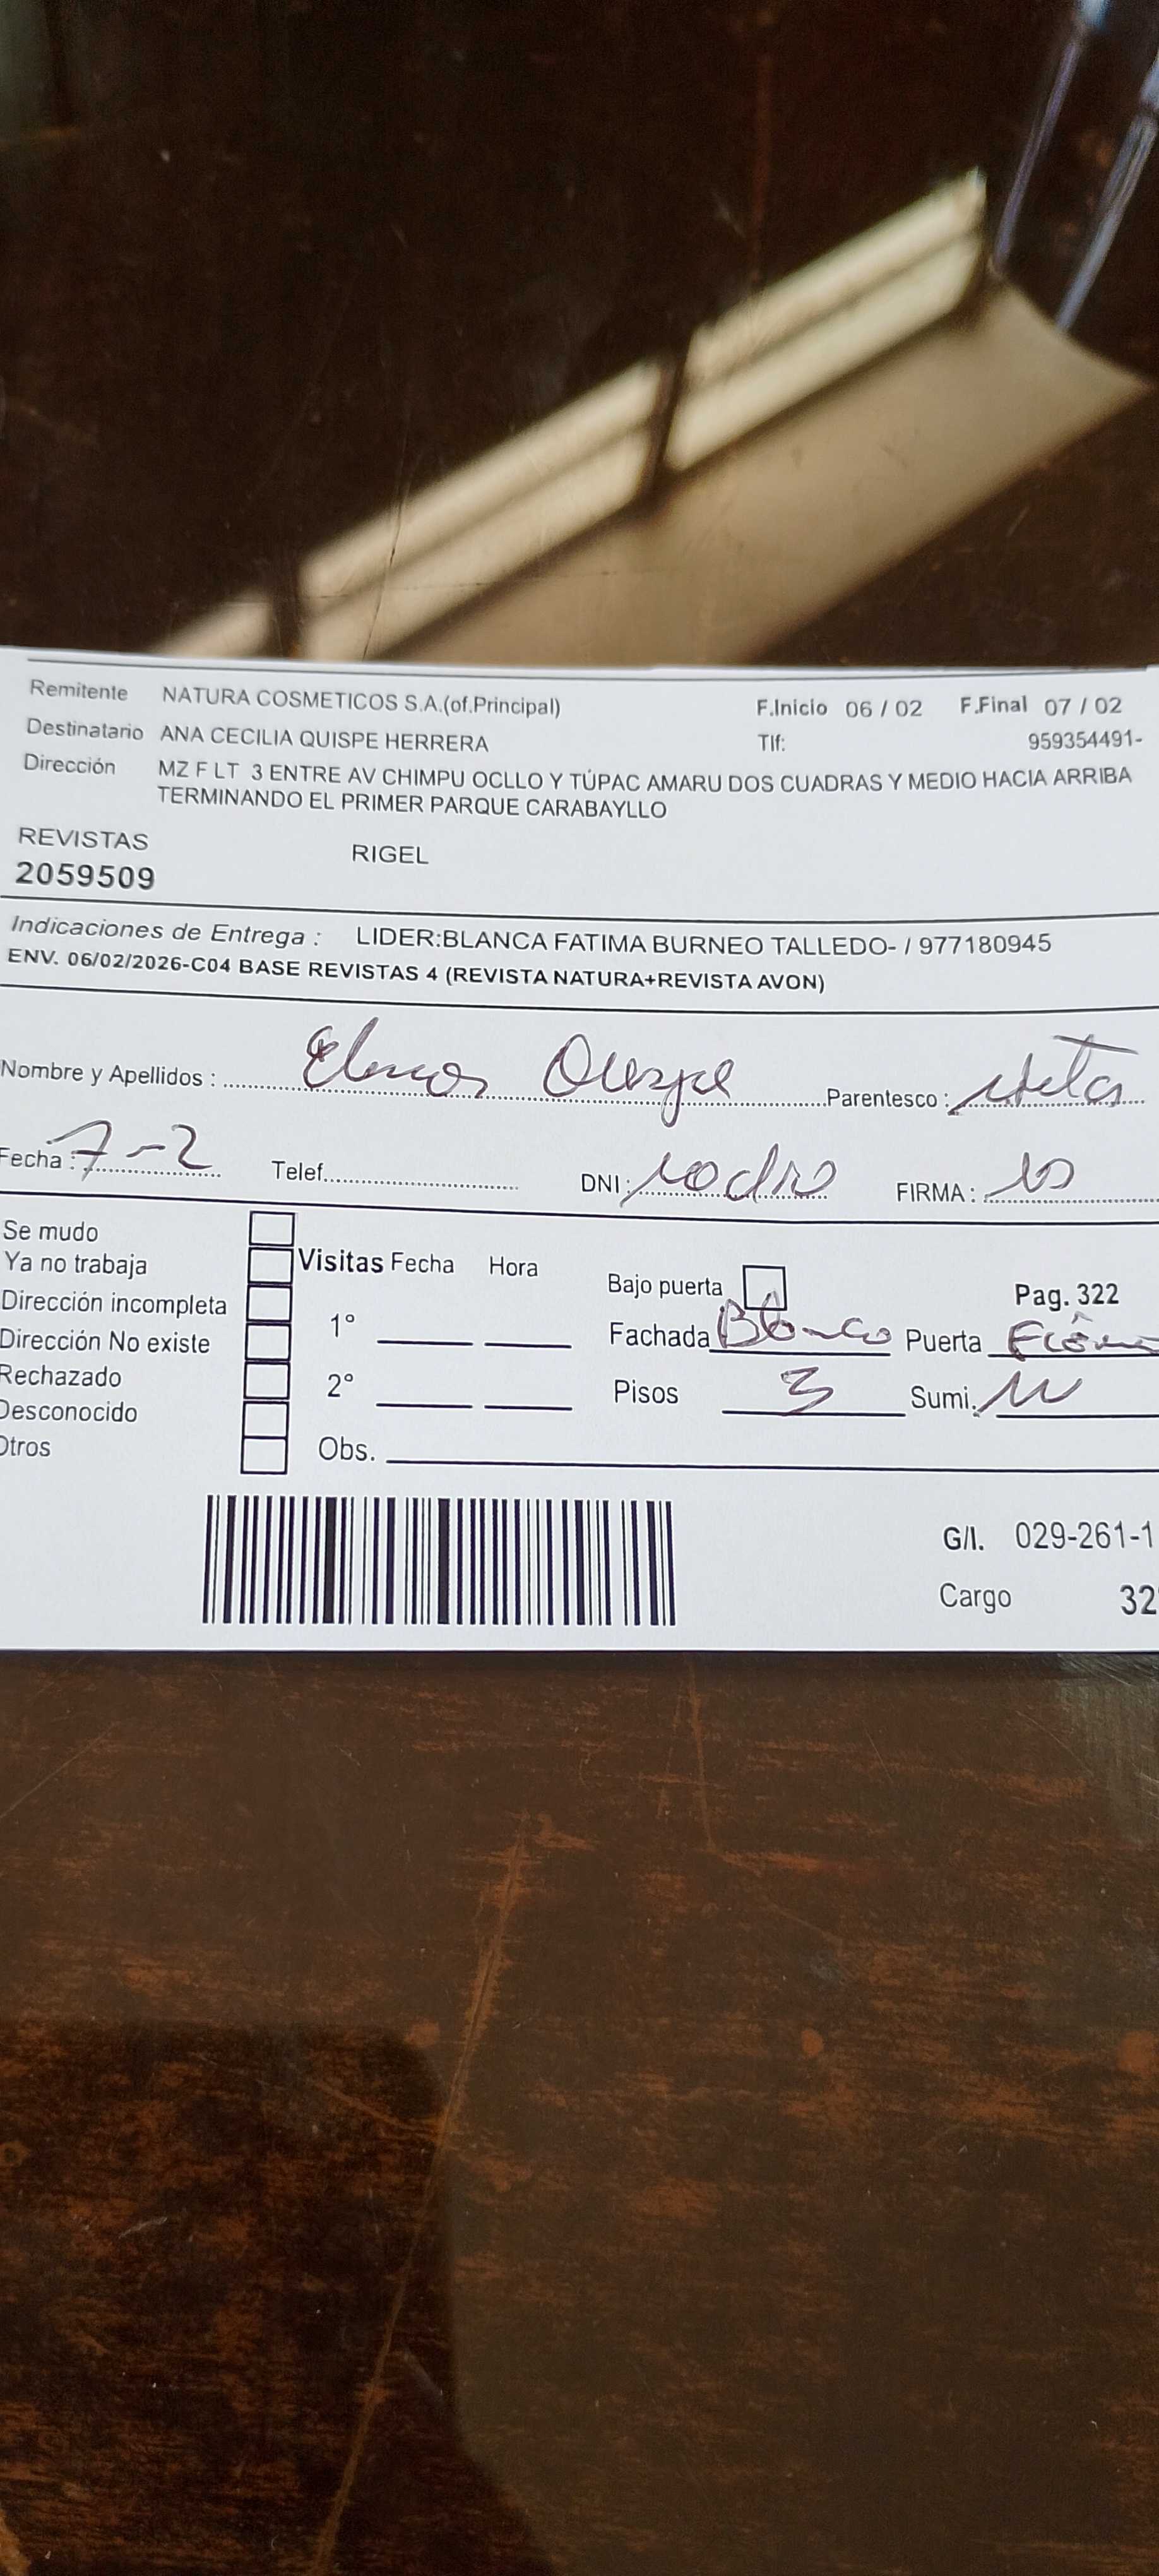 Remitente NATURA COSMETICOS S.A.(of.Principal) F.Inicio 06 / 02 F.Final 07 / 02
Destinatario ANA CECILIA QUISPE HERRERA Tlf: 959354491-
Dirección MZ F LT 3 ENTRE AV CHIMPU OCLLO Y TÚPAC AMARU DOS CUADRAS Y MEDIO HACIA ARRIBA
TERMINANDO EL PRIMER PARQUE CARABAYLLO
REVISTAS RIGEL
2059509
Indicaciones de Entrega : LIDER:BLANCA FATIMA BURNEO TALLEDO- / 977180945
ENV. 06/02/2026-C04 BASE REVISTAS 4 (REVISTA NATURA+REVISTA AVON)
Nombre y Apellidos : Quispe Parentesco :
Fecha : 7-2 Telef. DNI : FIRMA :
Se mudo
Ya no trabaja Visitas Fecha Hora
Dirección incompleta Bajo puerta Pag. 322
Dirección No existe 1° Fachada Blanco Puerta
Rechazado 2° Pisos 3 Sumi.
Desconocido
Otros Obs.
G/I. 029-261-1
Cargo 32